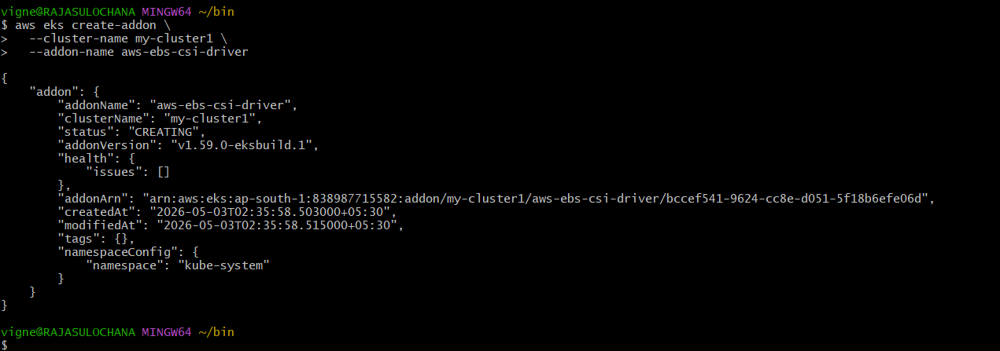 vigne@RAJASULOCHANA MINGW64 ~/bin
$ aws eks create-addon \
>   --cluster-name my-cluster1 \
>   --addon-name aws-ebs-csi-driver
{
    "addon": {
        "addonName": "aws-ebs-csi-driver",
        "clusterName": "my-cluster1",
        "status": "CREATING",
        "addonVersion": "v1.59.0-eksbuild.1",
        "health": {
            "issues": []
        },
        "addonArn": "arn:aws:eks:ap-south-1:838987715582:addon/my-cluster1/aws-ebs-csi-driver/bccef541-9624-cc8e-d051-5f18b6efe06d",
        "createdAt": "2026-05-03T02:35:58.503000+05:30",
        "modifiedAt": "2026-05-03T02:35:58.515000+05:30",
        "tags": {},
        "namespaceConfig": {
            "namespace": "kube-system"
        }
    }
}
vigne@RAJASULOCHANA MINGW64 ~/bin
$